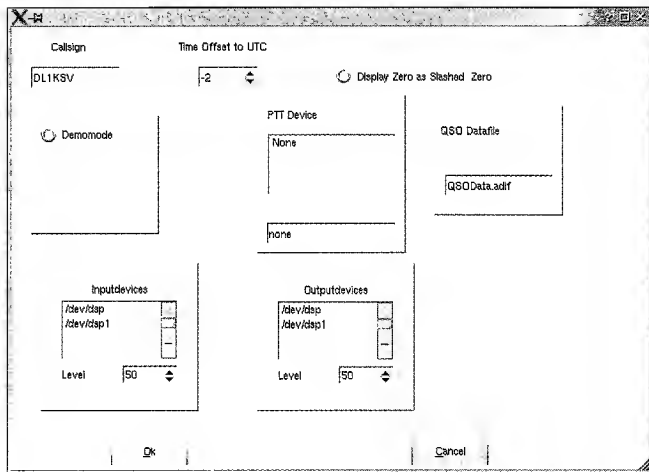 Callsign
Time Offset to UTC
DL1KSV
-2
Display Zero as Slashed Zero
Demomode
PTT Device
None
none
QSO Datafile
QSOData.adif
Inputdevices
/dev/dsp
/dev/dsp1
Level
50
Outputdevices
/dev/dsp
/dev/dsp1
Level
50
Ok
Cancel